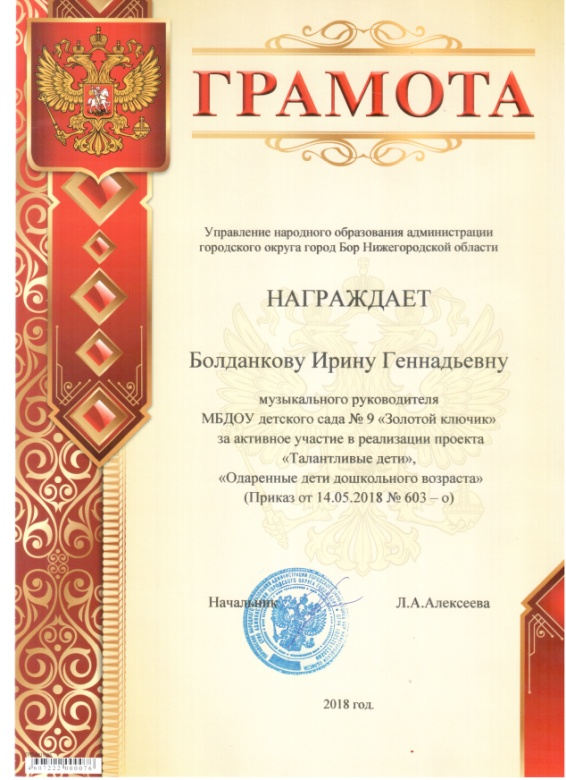 ГРАМОТА
Управление народного образования администрации
городского округа город Бор Нижегородской области
НАГРАЖДАЕТ
Болданкову Ирину Геннадьевну
музыкального руководителя
МБДОУ детского сада № 9 «Золотой ключик»
за активное участие в реализации проекта
«Талантливые дети»,
«Одаренные дети дошкольного возраста»
(Приказ от 14.05.2018 № 603 – о)
Начальник Л.А.Алексеева
2018 год.